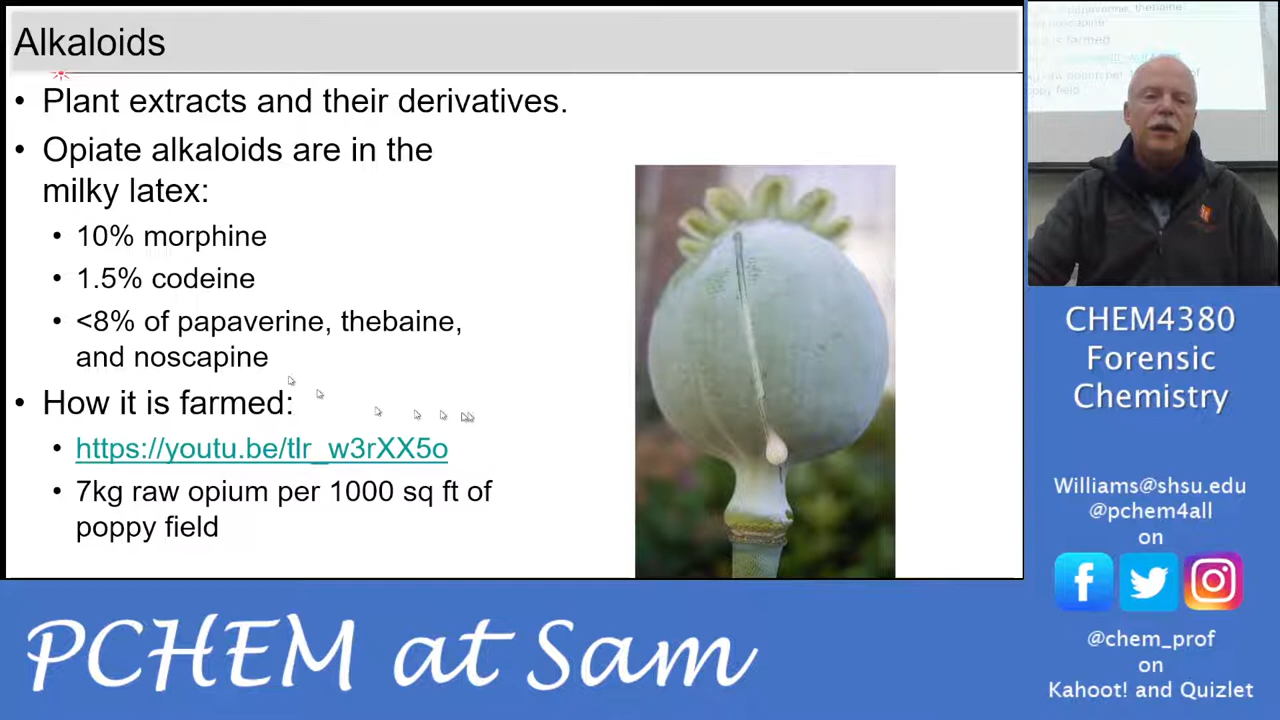 Alkaloids
• Plant extracts and their derivatives.
• Opiate alkaloids are in the
milky latex:
• 10% morphine
• 1.5% codeine
• <8% of papaverine, thebaine,
and noscapine
• How it is farmed:
• https://youtu.be/tlr_w3rXX5o
• 7kg raw opium per 1000 sq ft of
poppy field
CHEM4380
Forensic
Chemistry
Williams@shsu.edu
@pchem4all
on
@chem_prof
on
Kahoot! and Quizlet
PCHEM at Sam